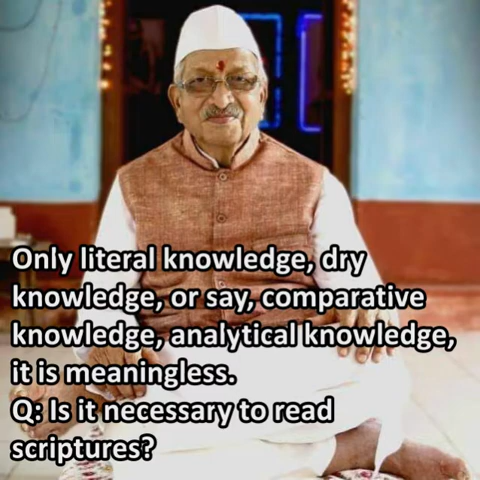 Only literal knowledge, dry
knowledge, or say, comparative
knowledge, analytical knowledge,
it is meaningless.
Q: Is it necessary to read
scriptures?